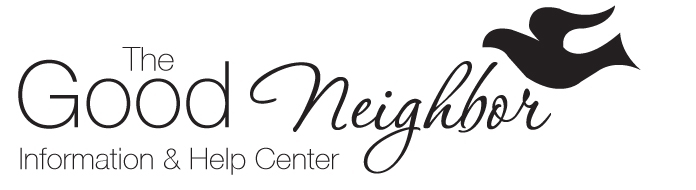 The
Good Neighbor
Information & Help Center